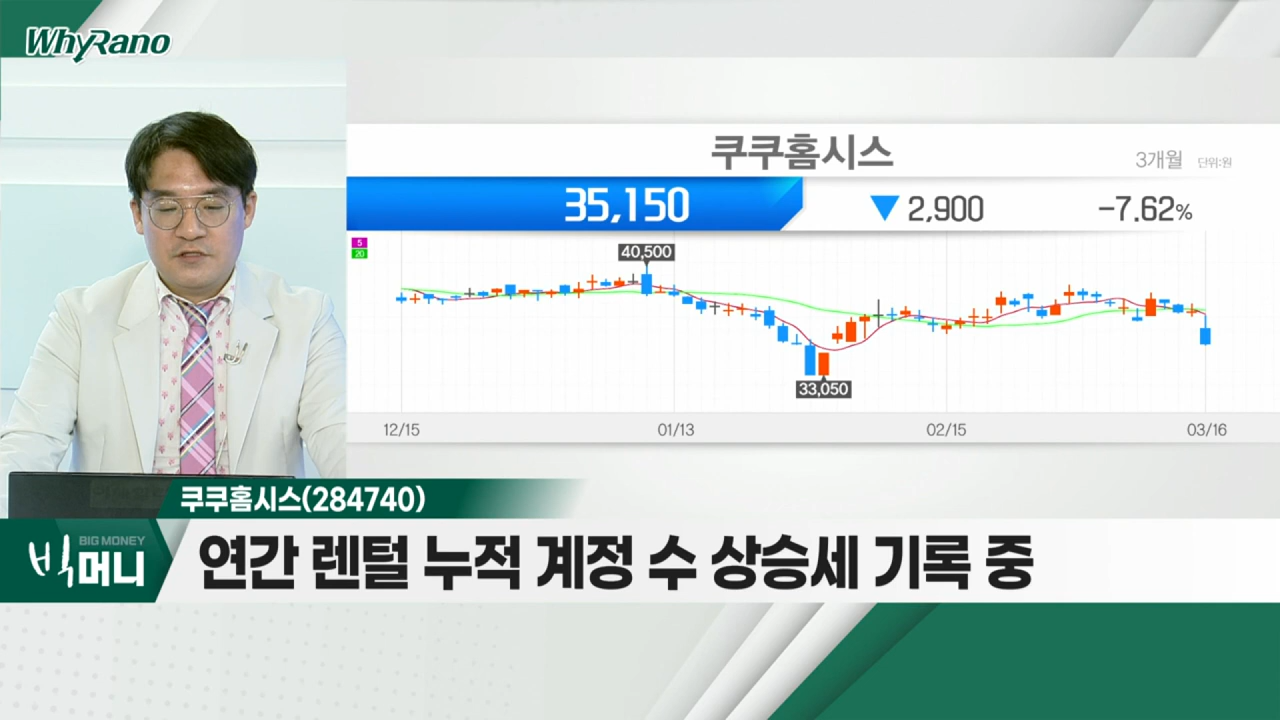 WhyRano
쿠쿠홈시스
3개월 단위:원
35,150 ▼ 2,900 -7.62%
5
20
40,500
33,050
12/15 01/13 02/15 03/16
쿠쿠홈시스(284740)
BIG MONEY
빅머니
연간 렌털 누적 계정 수 상승세 기록 중